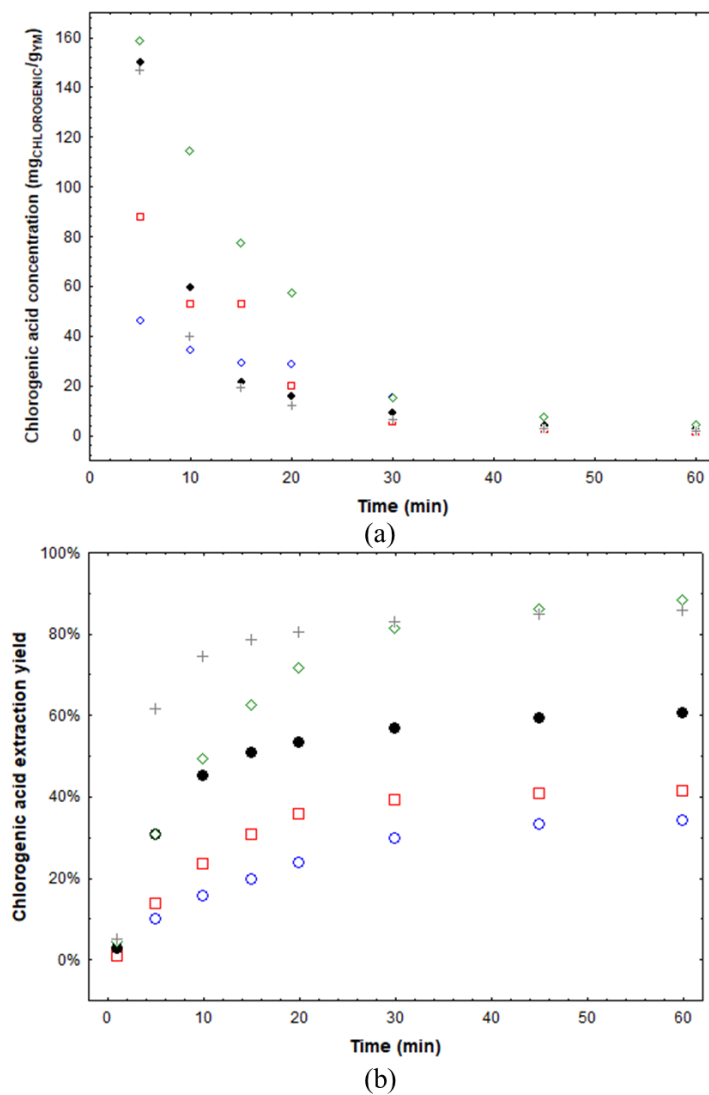 Chlorogenic acid concentration (mgCHLOROGENIC/gYM)
160
140
120
100
80
60
40
20
0
0 10 20 30 40 50 60
Time (min)
(a)
Chlorogenic acid extraction yield
100%
80%
60%
40%
20%
0%
0 10 20 30 40 50 60
Time (min)
(b)